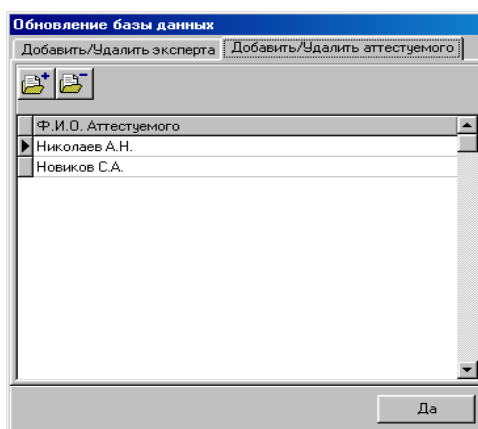 Обновление базы данных
Добавить/Удалить эксперта Добавить/Удалить аттестуемого
Ф.И.О. Аттестуемого
Николаев А.Н.
Новиков С.А.
Да